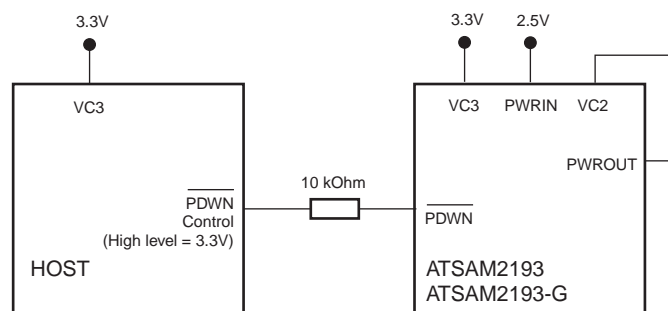 3.3V
3.3V 2.5V
VC3
VC3 PWRIN VC2
PWROUT
10 kOhm
PDWN
Control
(High level = 3.3V)
PDWN
HOST
ATSAM2193
ATSAM2193-G